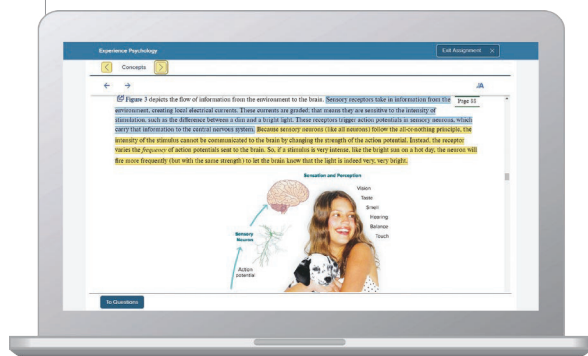 Experience Psychology
Exit Assignment ×
Concepts
Figure 3 depicts the flow of information from the environment to the brain. Sensory receptors take in information from the
Page 88
environment, creating local electrical currents. These currents are graded; that means they are sensitive to the intensity of
stimulation, such as the difference between a dim and a bright light. These receptors trigger action potentials in sensory neurons, which
carry that information to the central nervous system. Because sensory neurons (like all neurons) follow the all-or-nothing principle, the
intensity of the stimulus cannot be communicated to the brain by changing the strength of the action potential. Instead, the receptor
varies the frequency of action potentials sent to the brain. So, if a stimulus is very intense, like the bright sun on a hot day, the neuron will
fire more frequently (but with the same strength) to let the brain know that the light is indeed very, very bright.
Sensation and Perception
Vision
Taste
Smell
Hearing
Balance
Touch
Sensory
Neurons
Action
potential
To Questions